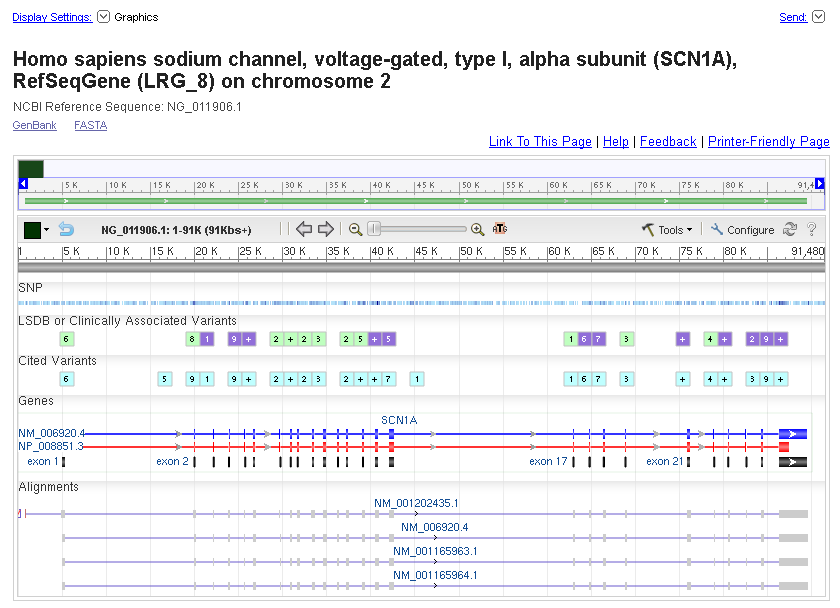 Display Settings: Graphics Send:
Homo sapiens sodium channel, voltage-gated, type I, alpha subunit (SCN1A),
RefSeqGene (LRG_8) on chromosome 2
NCBI Reference Sequence: NG_011906.1
GenBank FASTA
Link To This Page | Help | Feedback | Printer-Friendly Page
5 K 10 K 15 K 20 K 25 K 30 K 35 K 40 K 45 K 50 K 55 K 60 K 65 K 70 K 75 K 80 K 91,4
NG_011906.1: 1-91K (91Kbs+) ATG Tools Configure ?
1 5 K 10 K 15 K 20 K 25 K 30 K 35 K 40 K 45 K 50 K 55 K 60 K 65 K 70 K 75 K 80 K 91,480
SNP
LSDB or Clinically Associated Variants
6 8 1 9 + 2 + 2 3 2 5 + 5 1 6 7 3 + 4 + 2 9 +
Cited Variants
6 5 9 1 9 + 2 + 2 3 2 + + 7 1 1 6 7 3 + 4 + 3 9 +
Genes
SCN1A
NM_006920.4
NP_008851.3
exon 1 exon 2 exon 17 exon 21
Alignments
NM_001202435.1
NM_006920.4
NM_001165963.1
NM_001165964.1